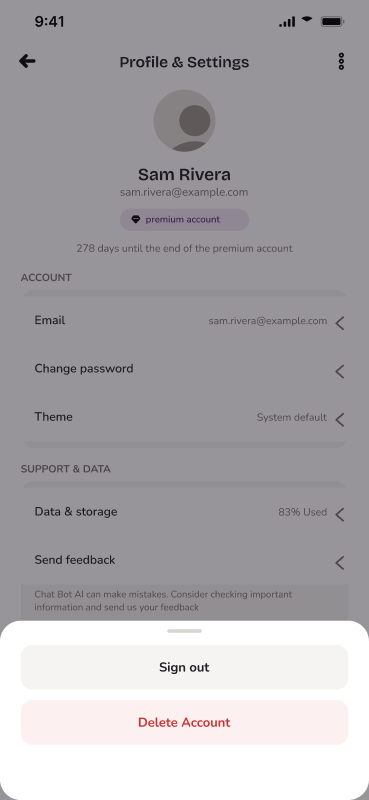 9:41
Profile & Settings
Sam Rivera
sam.rivera@example.com
premium account
278 days until the end of the premium account
ACCOUNT
Email sam.rivera@example.com
Change password
Theme System default
SUPPORT & DATA
Data & storage 83% Used
Send feedback
Chat Bot AI can make mistakes. Consider checking important
information and send us your feedback
Sign out
Delete Account